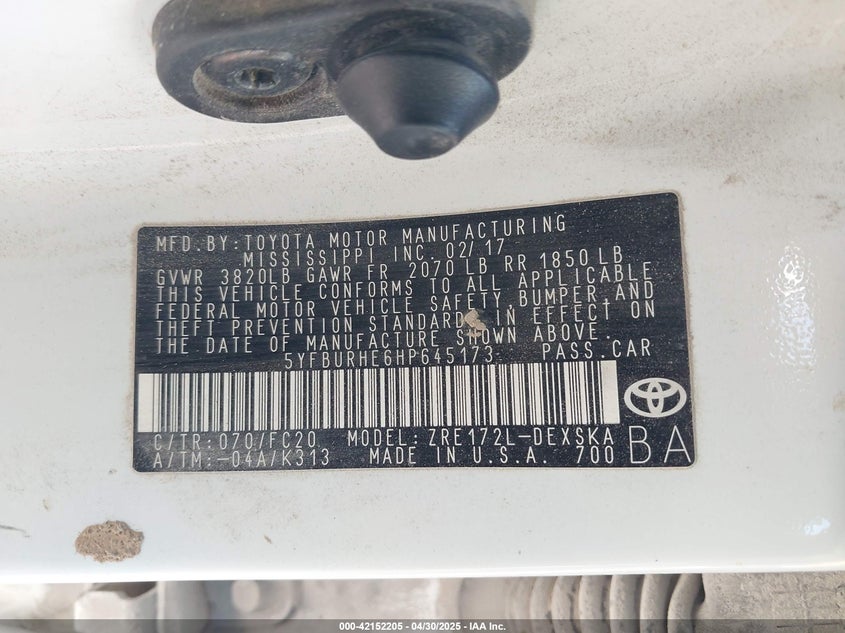 MFD. BY: TOYOTA MOTOR MANUFACTURING
MISSISSIPPI INC. 02/17
GVWR 3820LB GAWR FR 2070 LB RR 1850 LB
THIS VEHICLE CONFORMS TO ALL APPLICABLE
FEDERAL MOTOR VEHICLE SAFETY, BUMPER, AND
THEFT PREVENTION STANDARDS IN EFFECT ON
THE DATE OF MANUFACTURE SHOWN ABOVE.
5YFBURHE6HP645173 PASS. CAR
C/TR: 070/FC20 MODEL: ZRE172L-DEXSKA BA
A/TM: -04A/K313 MADE IN U.S.A. 700
000-42152205 - 04/30/2025 - © IAA Inc.